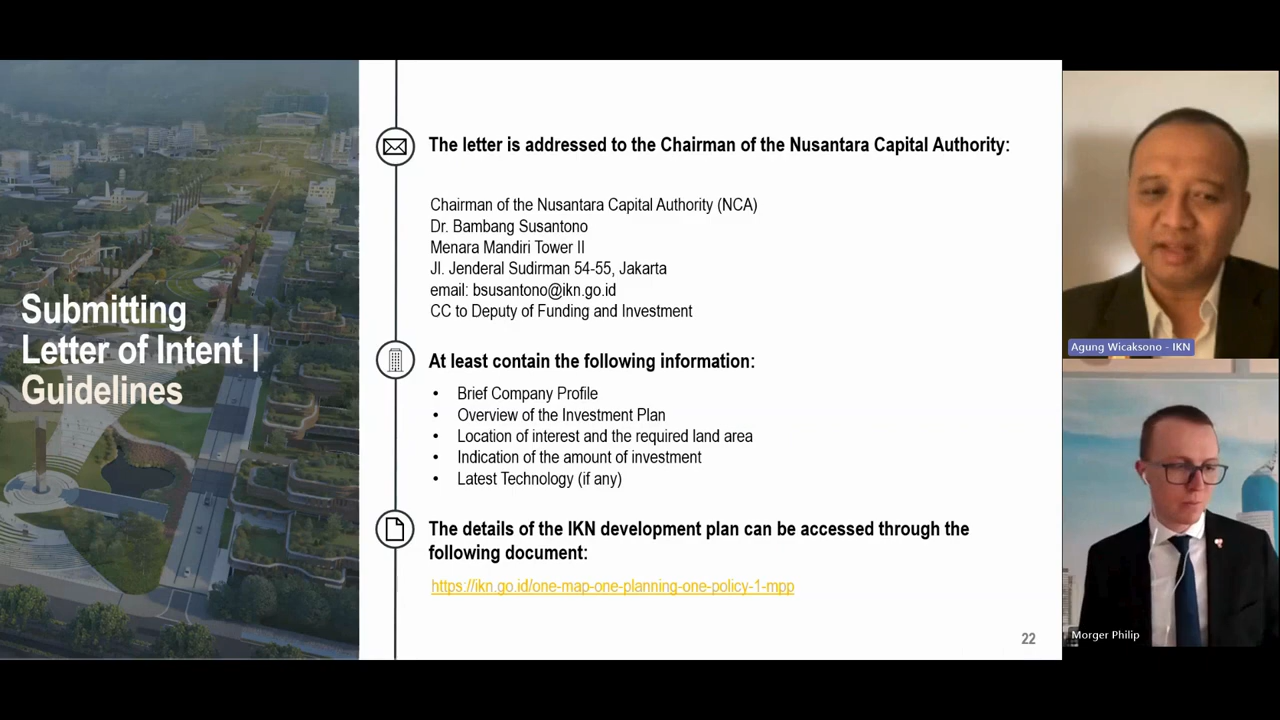 Submitting
Letter of Intent |
Guidelines
The letter is addressed to the Chairman of the Nusantara Capital Authority:
Chairman of the Nusantara Capital Authority (NCA)
Dr. Bambang Susantono
Menara Mandiri Tower II
Jl. Jenderal Sudirman 54-55, Jakarta
email: bsusantono@ikn.go.id
CC to Deputy of Funding and Investment
At least contain the following information:
• Brief Company Profile
• Overview of the Investment Plan
• Location of interest and the required land area
• Indication of the amount of investment
• Latest Technology (if any)
The details of the IKN development plan can be accessed through the
following document:
https://ikn.go.id/one-map-one-planning-one-policy-1-mpp
22
Agung Wicaksono - IKN
Morger Philip